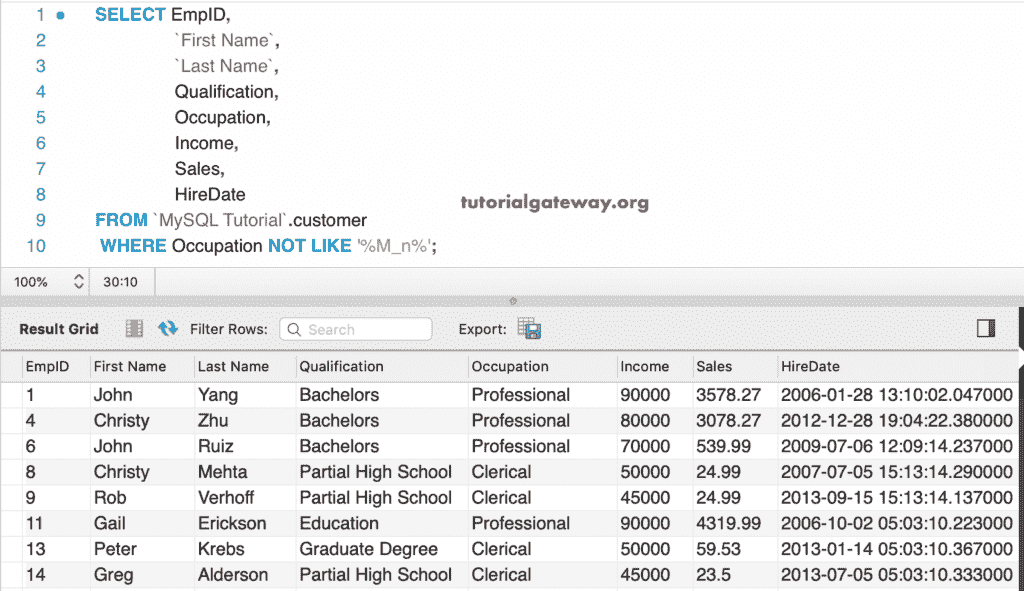 1 SELECT EmpID,
2 `First Name`,
3 `Last Name`,
4 Qualification,
5 Occupation,
6 Income,
7 Sales,
8 HireDate
tutorialgateway.org
9 FROM `MySQL Tutorial`.customer
10 WHERE Occupation NOT LIKE '%M_n%';
100% 30:10
Result Grid Filter Rows: Search Export:
EmpID First Name Last Name Qualification Occupation Income Sales HireDate
1 John Yang Bachelors Professional 90000 3578.27 2006-01-28 13:10:02.047000
4 Christy Zhu Bachelors Professional 80000 3078.27 2012-12-28 19:04:22.380000
6 John Ruiz Bachelors Professional 70000 539.99 2009-07-06 12:09:14.237000
8 Christy Mehta Partial High School Clerical 50000 24.99 2007-07-05 15:13:14.290000
9 Rob Verhoff Partial High School Clerical 45000 24.99 2013-09-15 15:13:14.137000
11 Gail Erickson Education Professional 90000 4319.99 2006-10-02 05:03:10.223000
13 Peter Krebs Graduate Degree Clerical 50000 59.53 2013-01-14 05:03:10.367000
14 Greg Alderson Partial High School Clerical 45000 23.5 2013-07-05 05:03:10.333000